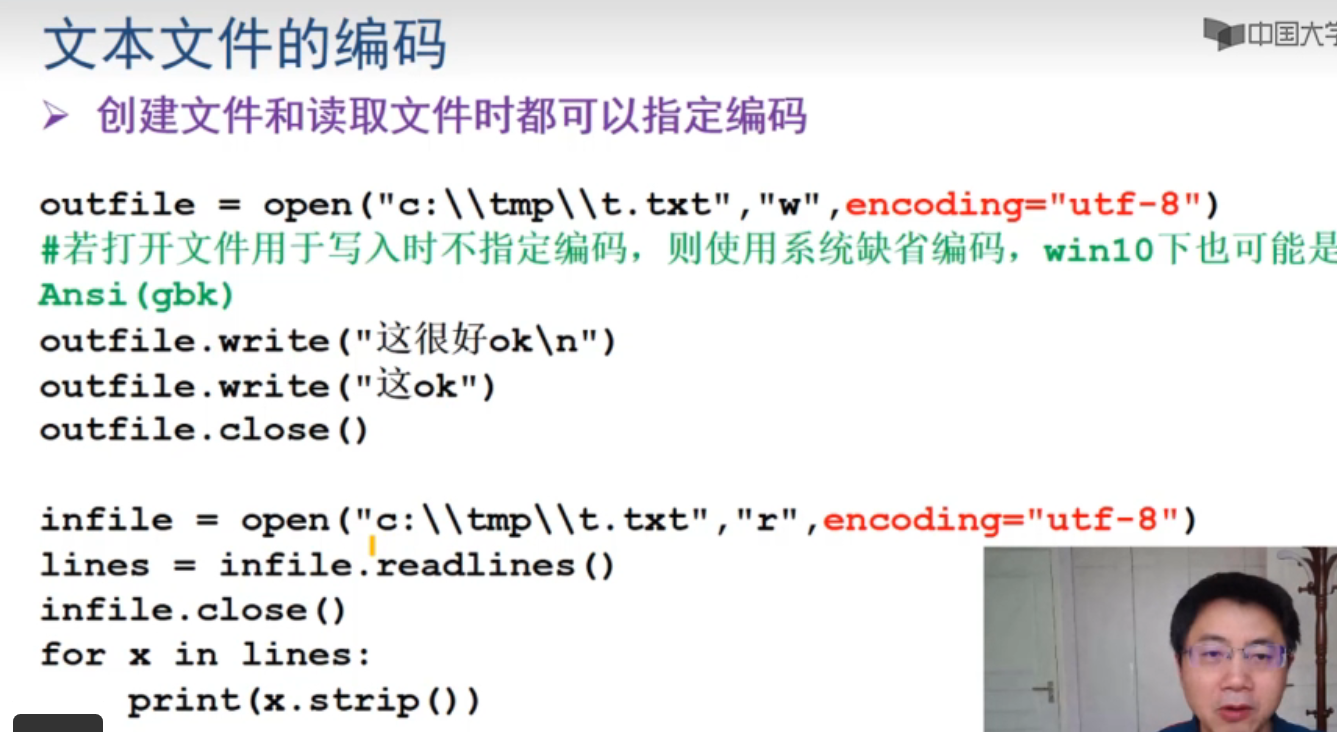 文本文件的编码
中国大学
➢ 创建文件和读取文件时都可以指定编码
outfile = open("c:\\tmp\\t.txt","w",encoding="utf-8")
#若打开文件用于写入时不指定编码，则使用系统缺省编码，win10下也可能是
Ansi(gbk)
outfile.write("这很好ok\n")
outfile.write("这ok")
outfile.close()
infile = open("c:\\tmp\\t.txt","r",encoding="utf-8")
lines = infile.readlines()
infile.close()
for x in lines:
    print(x.strip())